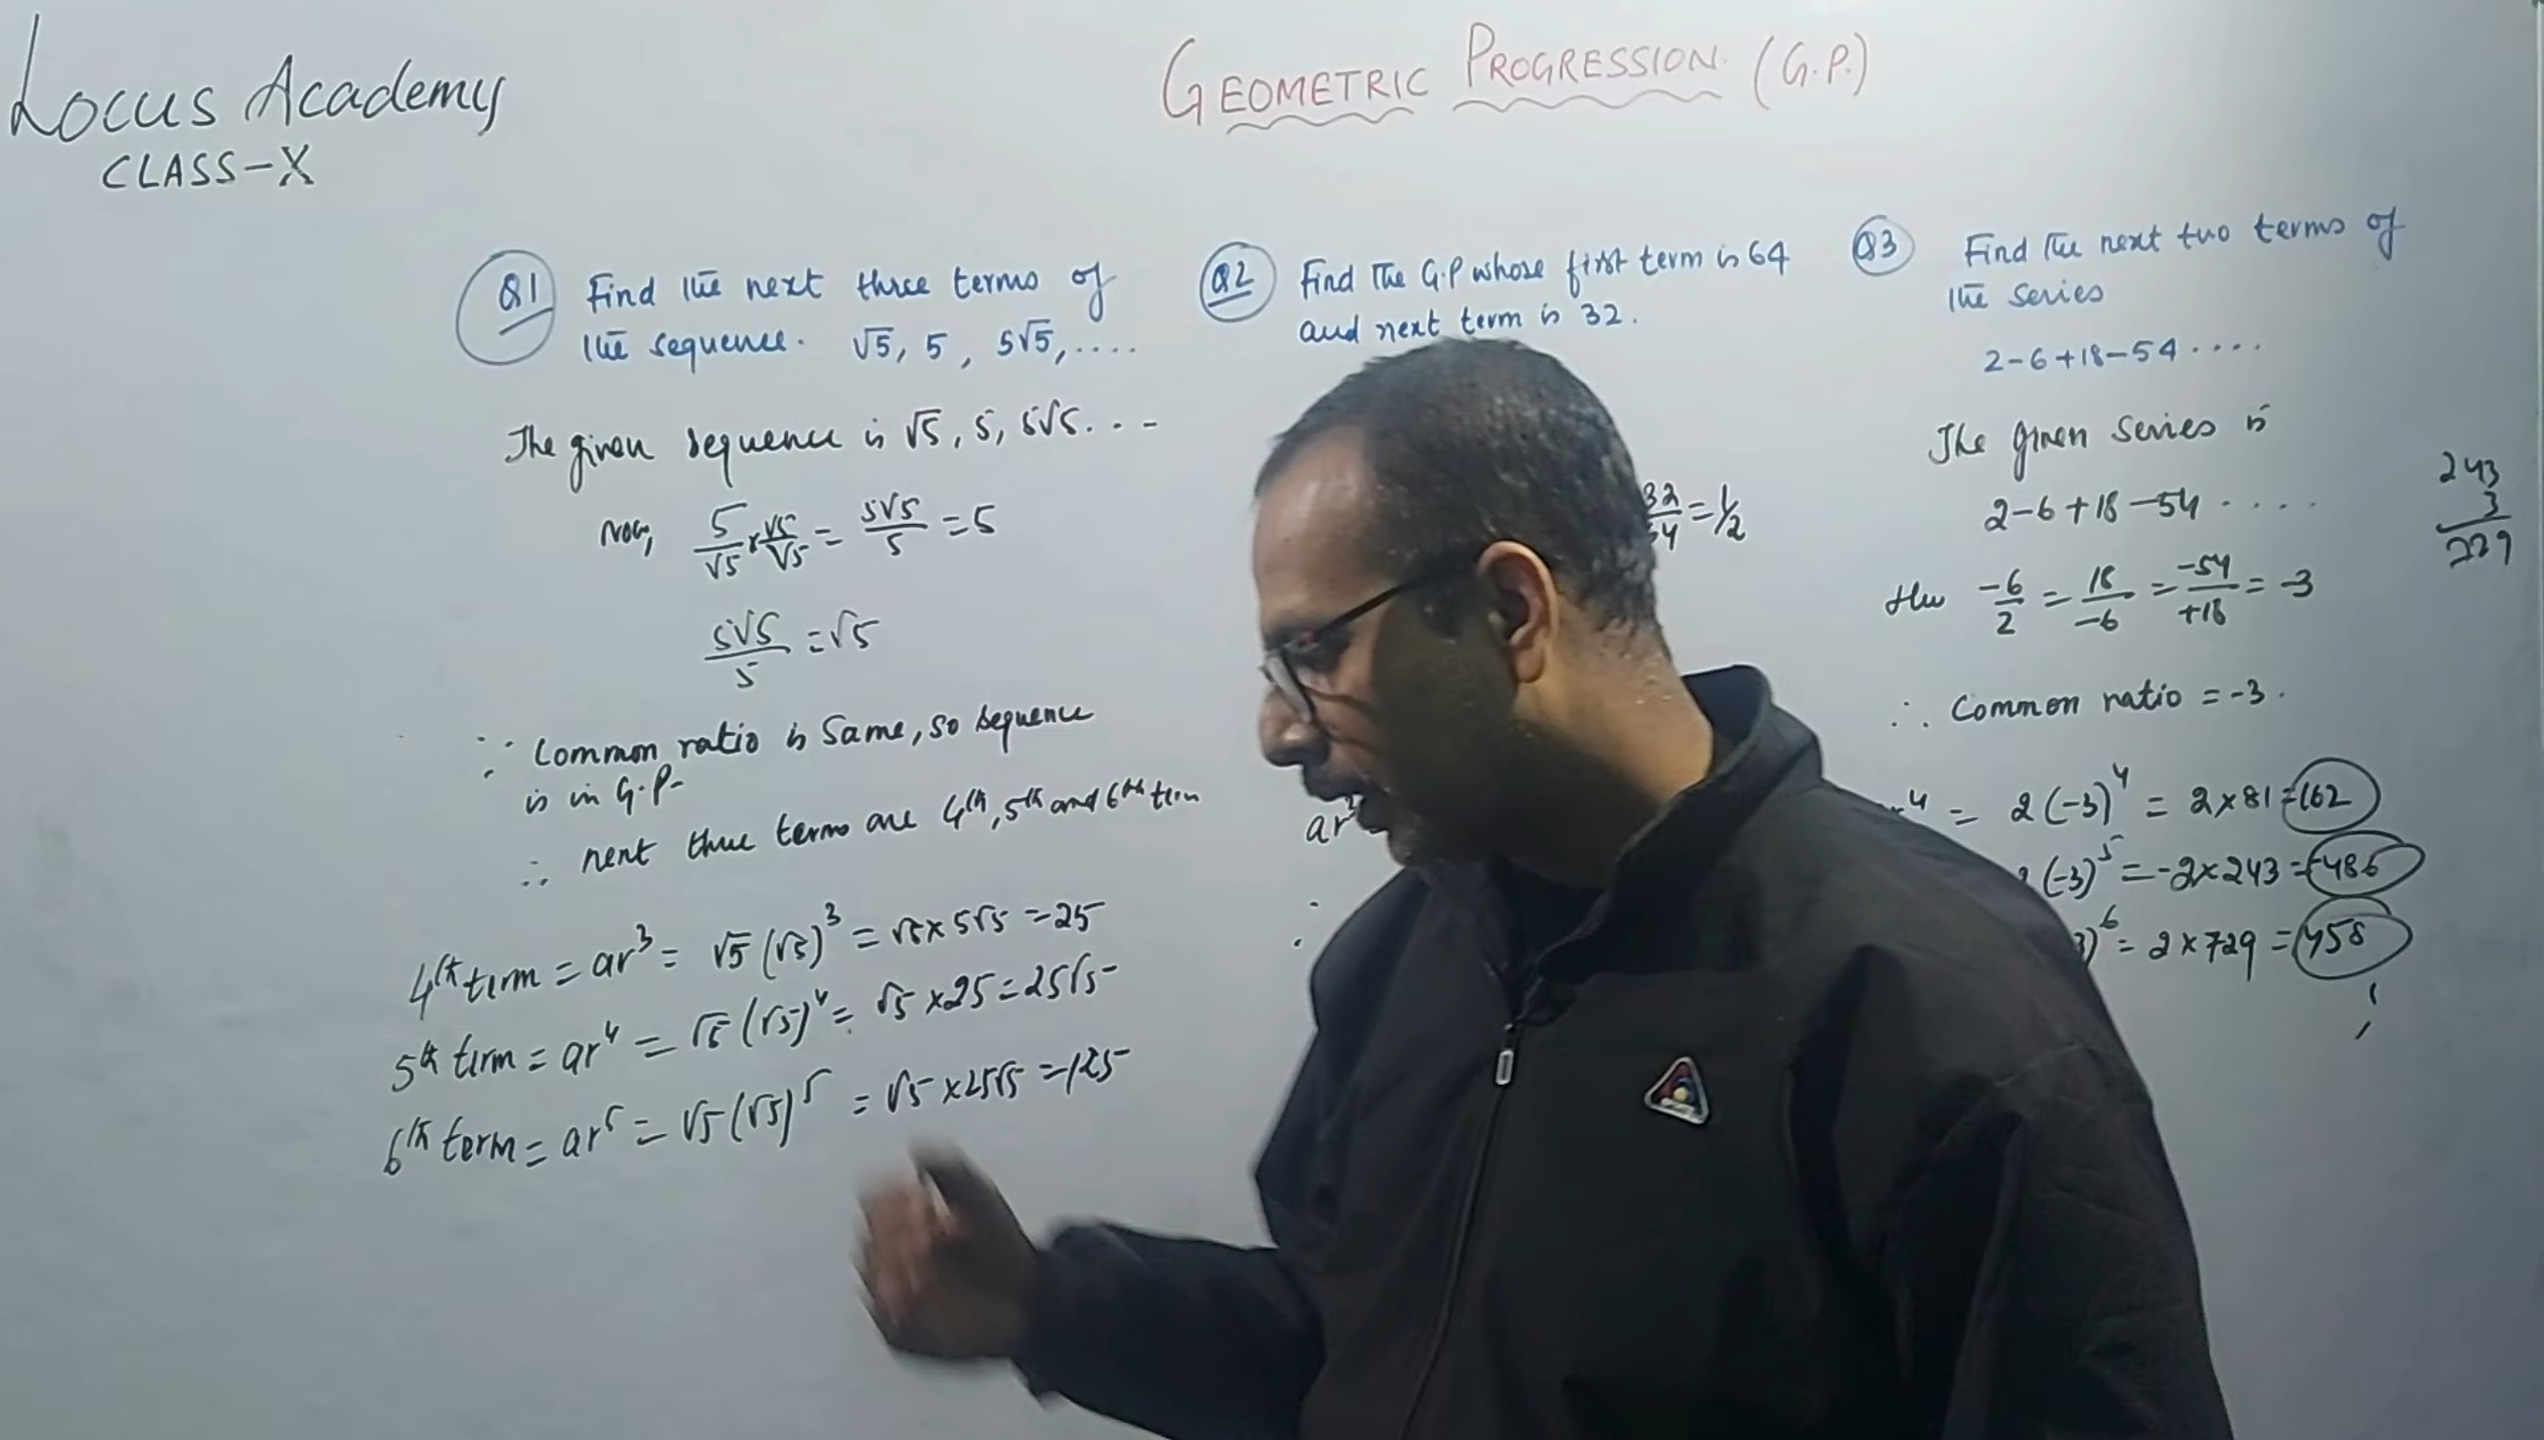 Locus Academy
CLASS-X
GEOMETRIC PROGRESSION. (G.P.)
Q1 Find the next three terms of
the sequence. √5, 5, 5√5, ....
The given sequence is √5, 5, 5√5. ...
Now, 5/√5 × √5/√5 = 5√5/5 = 5
5√5/5 = √5
∵ Common ratio is Same, so sequence
is in G.P-
∴ next three terms are 4th, 5th and 6th term
4th term = ar³ = √5 (√5)³ = √5 × 5√5 = 25
5th term = ar⁴ = √5 (√5)⁴ = √5 × 25 = 25√5
6th term = ar⁵ = √5 (√5)⁵ = √5 × 25√5 = 125
Q2 Find the G.P whose first term is 64
and next term is 32.
= 1/2
ar
∴
Q3 Find the next two terms of
the series
2-6+18-54 ....
The given series is
2-6+18-54 .....
-6/2 = 18/-6 = -54/+18 = -3
∴ Common ratio = -3.
⁴ = 2(-3)⁴ = 2×81 = 162
(-3)⁵ = -2×243 = -486
)⁶ = 2×729 = 1458
243
3
729